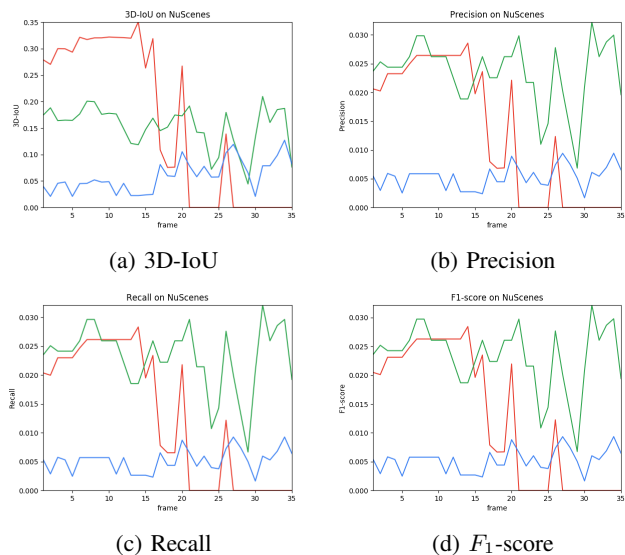 3D-IoU on NuScenes
0.35
0.30
0.25
0.20
0.15
0.10
0.05
0.00
3D-IoU
5 10 15 20 25 30 35
frame
(a) 3D-IoU
Precision on NuScenes
0.030
0.025
0.020
0.015
0.010
0.005
0.000
Precision
5 10 15 20 25 30 35
frame
(b) Precision
Recall on NuScenes
0.030
0.025
0.020
0.015
0.010
0.005
0.000
Recall
5 10 15 20 25 30 35
frame
(c) Recall
F1-score on NuScenes
0.030
0.025
0.020
0.015
0.010
0.005
0.000
F1-score
5 10 15 20 25 30 35
frame
(d) F₁-score